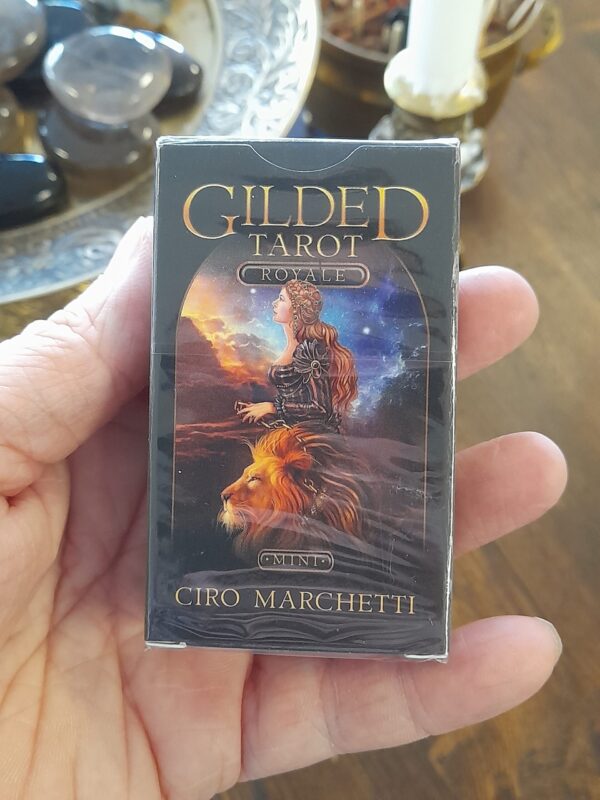 GILDED
TAROT
ROYALE
·MINI·
CIRO MARCHETTI